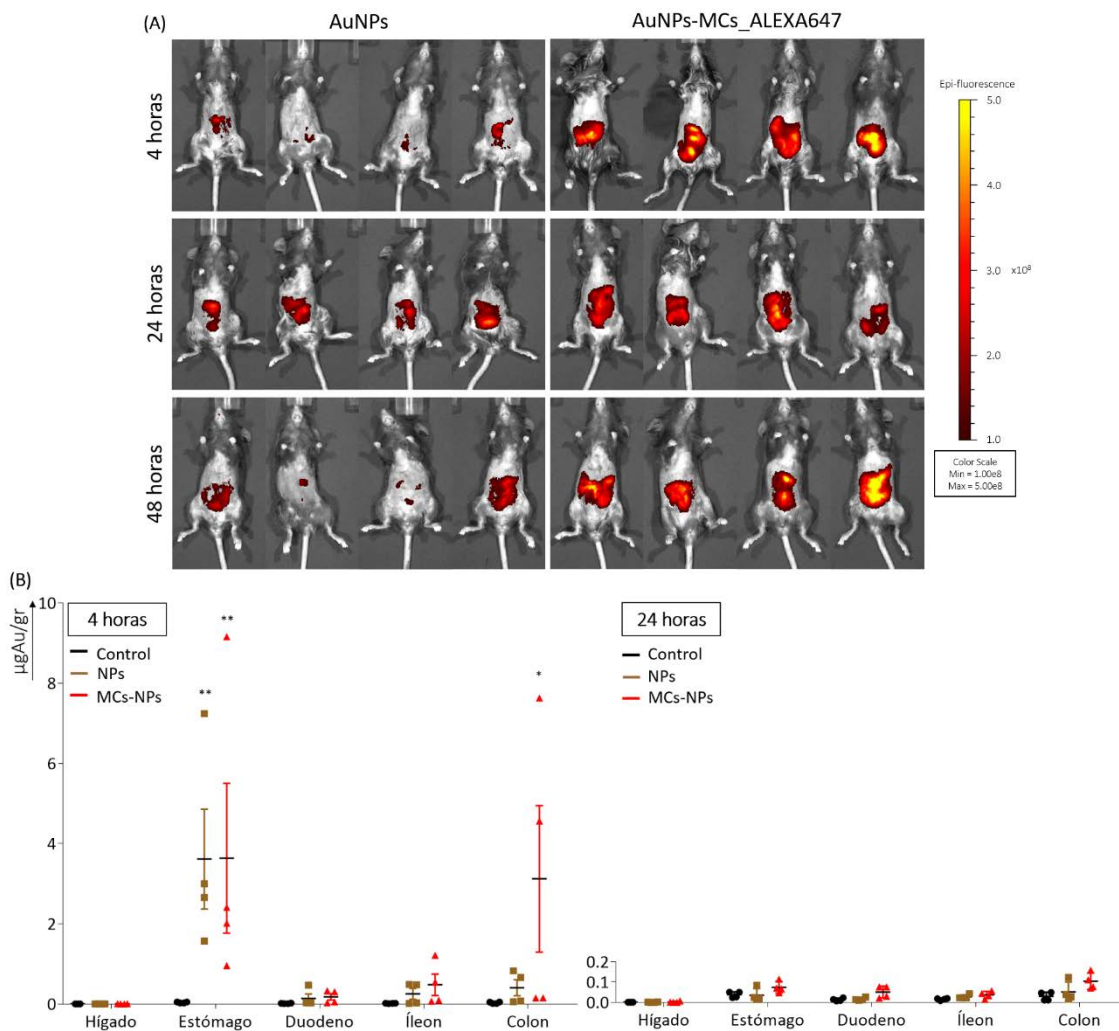 (A)
AuNPs
AuNPs-MCs_ALEXA647
4 horas
24 horas
48 horas
Epi-fluorescence
5.0
4.0
3.0
x10⁸
2.0
1.0
Color Scale
Min = 1.00e8
Max = 5.00e8
(B)
µgAu/gr
10
8
6
4
2
0
4 horas
Control
NPs
MCs-NPs
**
**
*
Hígado
Estómago
Duodeno
Íleon
Colon
24 horas
Control
NPs
MCs-NPs
0.2
0.1
0.0
Hígado
Estómago
Duodeno
Íleon
Colon